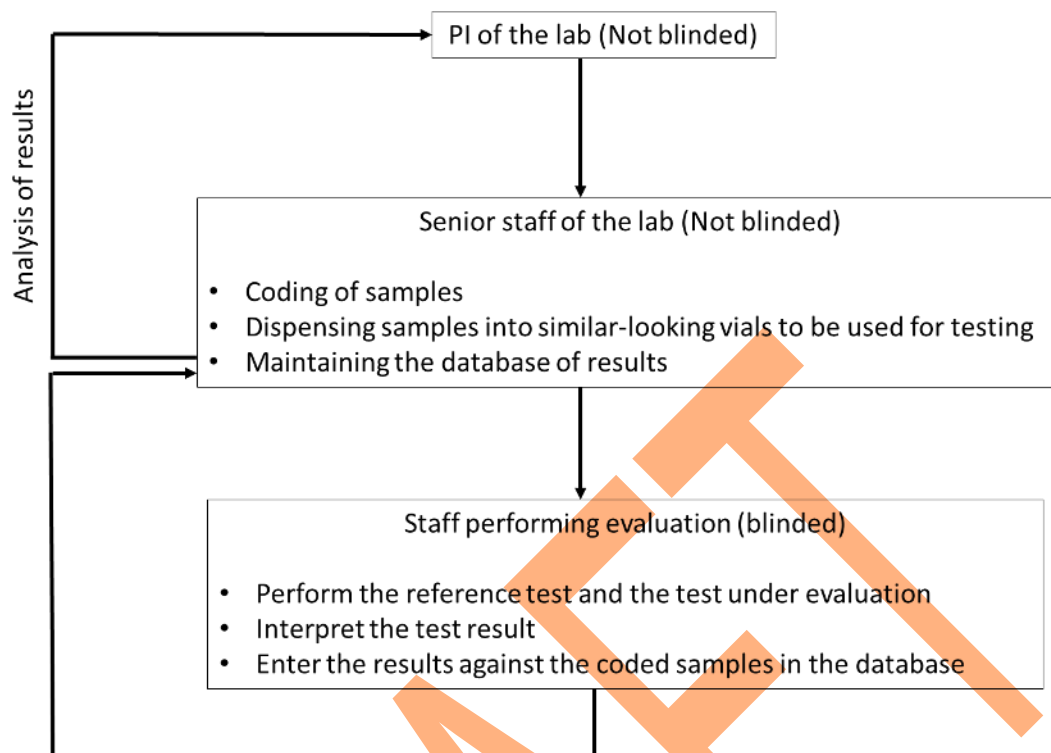 PI of the lab (Not blinded)
Analysis of results
Senior staff of the lab (Not blinded)
• Coding of samples
• Dispensing samples into similar-looking vials to be used for testing
• Maintaining the database of results
Staff performing evaluation (blinded)
• Perform the reference test and the test under evaluation
• Interpret the test result
• Enter the results against the coded samples in the database